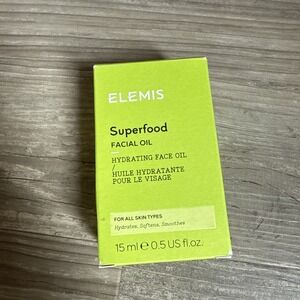 ELEMIS
Superfood
FACIAL OIL
HYDRATING FACE OIL
/
HUILE HYDRATANTE
POUR LE VISAGE
FOR ALL SKIN TYPES
Hydrates, Softens, Smoothes
15 ml e 0.5 US fl.oz.